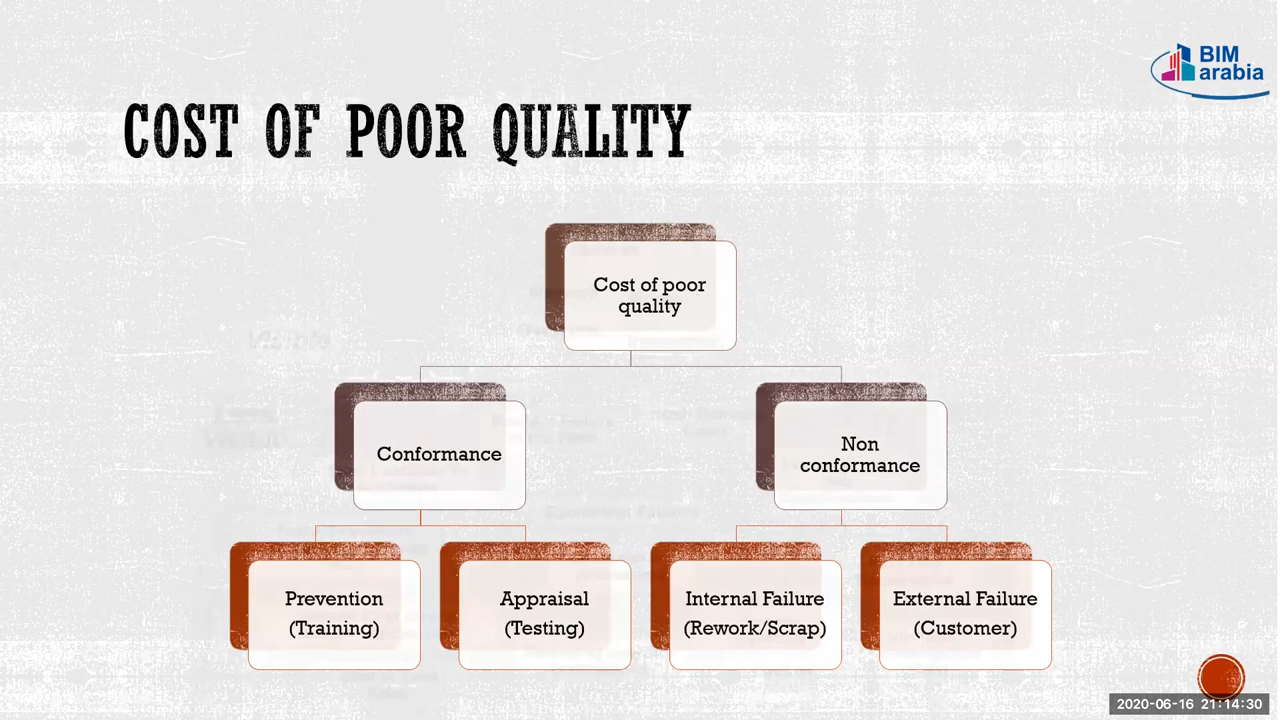 BIM
arabia
COST OF POOR QUALITY
Cost of poor
quality
Conformance
Non
conformance
Prevention
(Training)
Appraisal
(Testing)
Internal Failure
(Rework/Scrap)
External Failure
(Customer)
2020-06-16 21:14:30